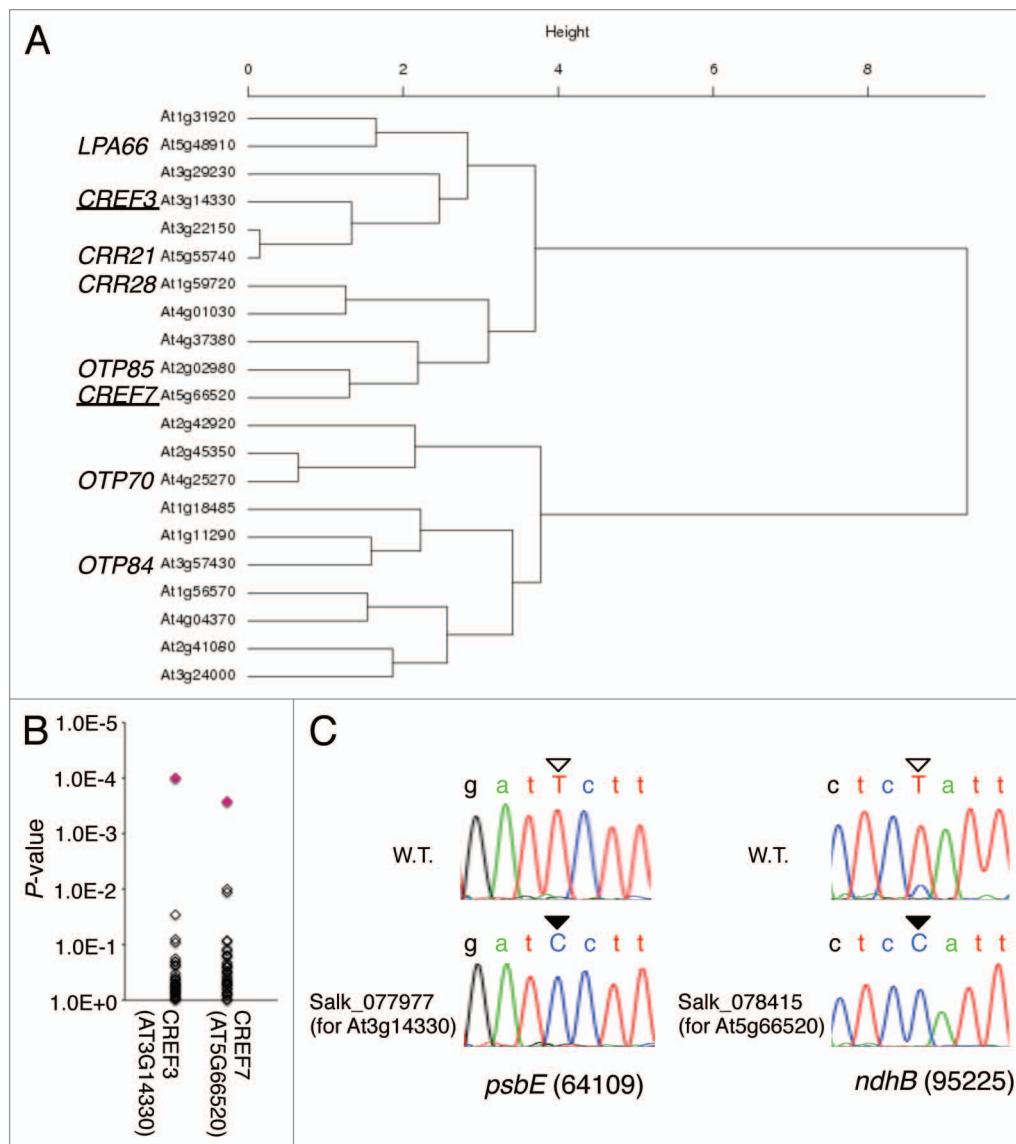 A
Height
0 2 4 6 8
At1g31920
LPA66 At5g48910
At3g29230
CREF3 At3g14330
At3g22150
CRR21 At5g55740
CRR28 At1g59720
At4g01030
At4g37380
OTP85 At2g02980
CREF7 At5g66520
At2g42920
At2g45350
OTP70 At4g25270
At1g18485
At1g11290
OTP84 At3g57430
At1g56570
At4g04370
At2g41080
At3g24000
B
1.0E-5
1.0E-4
1.0E-3
1.0E-2
1.0E-1
1.0E+0
P-value
CREF3
(AT3G14330)
CREF7
(AT5G66520)
C
g a t T c t t
W.T.
g a t C c t t
Salk_077977
(for At3g14330)
psbE (64109)
c t c T a t t
W.T.
c t c C a t t
Salk_078415
(for At5g66520)
ndhB (95225)